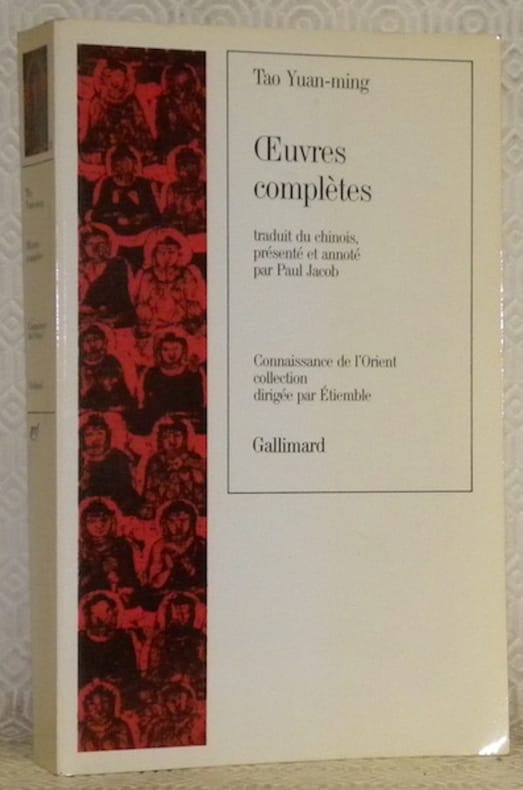 Tao Yuan-ming
Œuvres
complètes
traduit du chinois,
présenté et annoté
par Paul Jacob
Connaissance de l'Orient
collection
dirigée par Étiemble
Gallimard
nrf